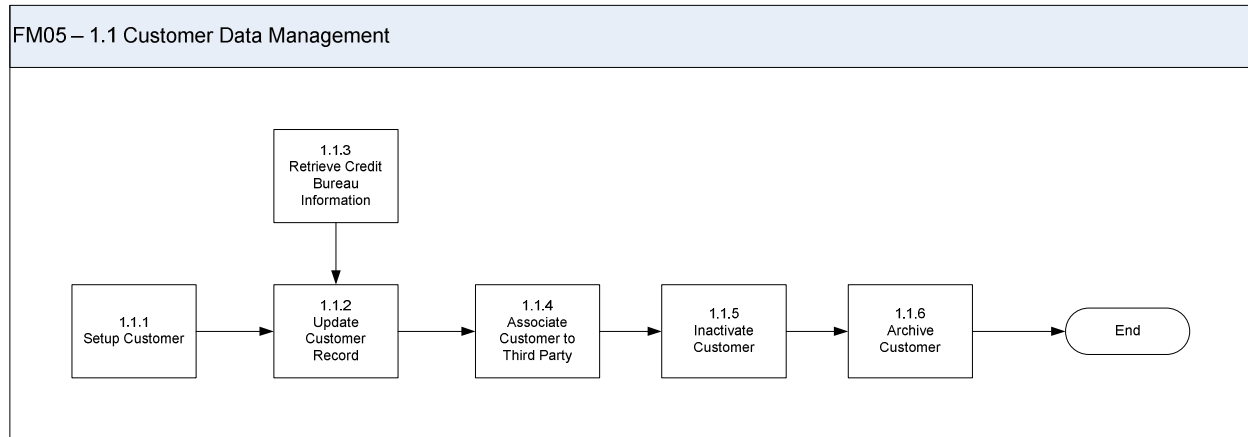 FM05 – 1.1 Customer Data Management
1.1.3
Retrieve Credit
Bureau
Information
1.1.1
Setup Customer
1.1.2
Update
Customer
Record
1.1.4
Associate
Customer to
Third Party
1.1.5
Inactivate
Customer
1.1.6
Archive
Customer
End